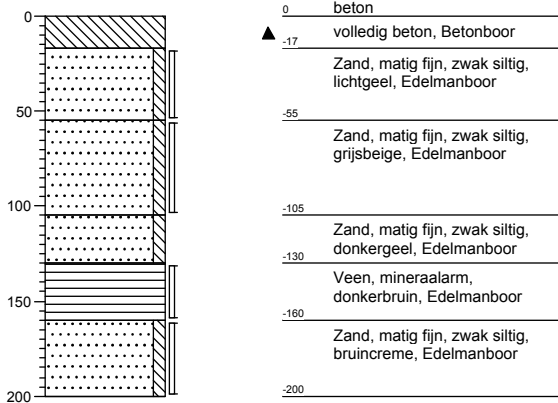 0
50
100
150
200
0
beton
volledig beton, Betonboor
-17
Zand, matig fijn, zwak siltig,
lichtgeel, Edelmanboor
-55
Zand, matig fijn, zwak siltig,
grijsbeige, Edelmanboor
-105
Zand, matig fijn, zwak siltig,
donkergeel, Edelmanboor
-130
Veen, mineraalarm,
donkerbruin, Edelmanboor
-160
Zand, matig fijn, zwak siltig,
bruincreme, Edelmanboor
-200